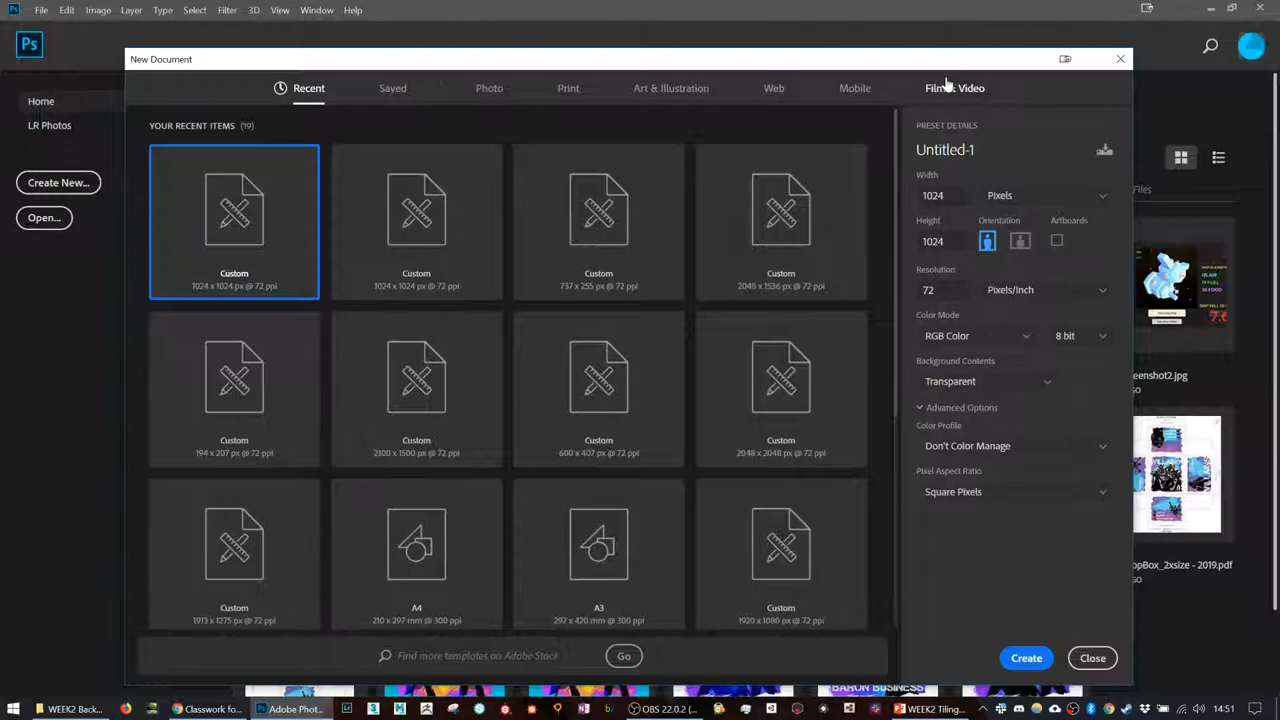 Ps File Edit Image Layer Type Select Filter 3D View Window Help
Ps
New Document
Home
LR Photos
Create New...
Open...
Recent Saved Photo Print Art & Illustration Web Mobile Film & Video
YOUR RECENT ITEMS (19)
Custom
1024 x 1024 px @ 72 ppi
Custom
1024 x 1024 px @ 72 ppi
Custom
737 x 255 px @ 72 ppi
Custom
2048 x 1536 px @ 72 ppi
Custom
194 x 207 px @ 72 ppi
Custom
2100 x 1500 px @ 72 ppi
Custom
600 x 407 px @ 72 ppi
Custom
2048 x 2048 px @ 72 ppi
Custom
1913 x 1275 px @ 72 ppi
A4
210 x 297 mm @ 300 ppi
A3
297 x 420 mm @ 300 ppi
Custom
1920 x 1080 px @ 72 ppi
Find more templates on Adobe Stock
Go
PRESET DETAILS
Untitled-1
Width
1024 Pixels
Height Orientation Artboards
1024
Resolution
72 Pixels/Inch
Color Mode
RGB Color 8 bit
Background Contents
Transparent
Advanced Options
Color Profile
Don't Color Manage
Pixel Aspect Ratio
Square Pixels
Create Close
Files
eenshot2.jpg
so
opBox_2xsize - 2019.pdf
so
BARON BUSINESS
WEEK2 Back... Classwork fo... Ps Adobe Phot... OBS 22.0.2 (... WEEK2 Tiling... 14:51